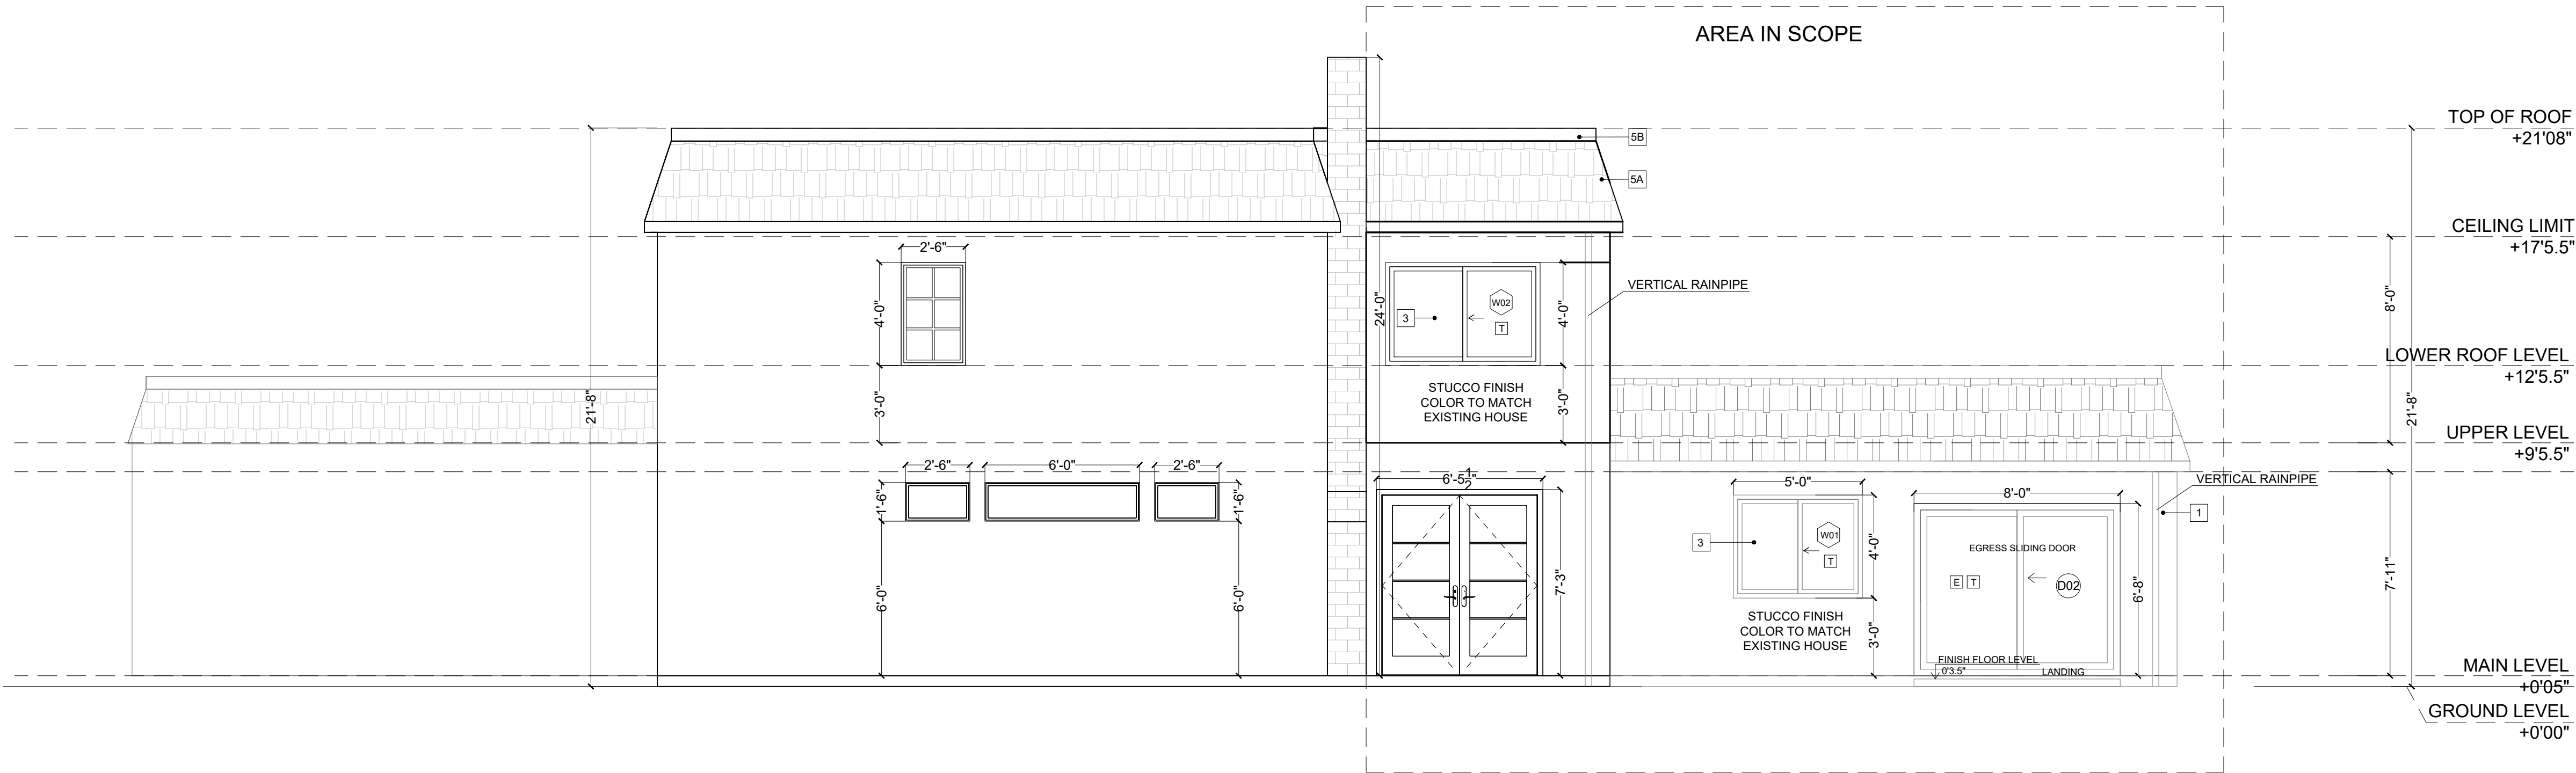 AREA IN SCOPE
TOP OF ROOF
+21'08"
5B
5A
CEILING LIMIT
+17'5.5"
2'-6"
4'-0"
3'-0"
21'-8"
24'-0"
3
W02
T
4'-0"
3'-0"
VERTICAL RAINPIPE
STUCCO FINISH
COLOR TO MATCH
EXISTING HOUSE
8'-0"
21'-8"
LOWER ROOF LEVEL
+12'5.5"
UPPER LEVEL
+9'5.5"
2'-6"
6'-0"
2'-6"
1'-6"
1'-6"
6'-0"
6'-0"
6'-5 1/2
7'-3"
5'-0"
3
W01
T
4'-0"
3'-0"
STUCCO FINISH
COLOR TO MATCH
EXISTING HOUSE
8'-0"
EGRESS SLIDING DOOR
E
T
D02
6'-8"
VERTICAL RAINPIPE
1
7'-11"
FINISH FLOOR LEVEL
0'3.5"
LANDING
MAIN LEVEL
+0'05"
GROUND LEVEL
+0'00"